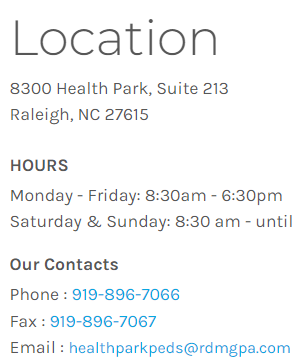 Location
8300 Health Park, Suite 213
Raleigh, NC 27615
HOURS
Monday - Friday: 8:30am - 6:30pm
Saturday & Sunday: 8:30 am - until
Our Contacts
Phone : 919-896-7066
Fax : 919-896-7067
Email : healthparkpeds@rdmgpa.com